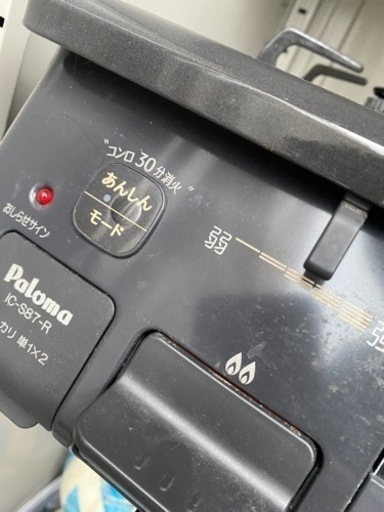 "コンロ30分消火"
あんしん
モード
おしらせサイン
弱
Paloma
IC-S87-R
カリ 単1×2